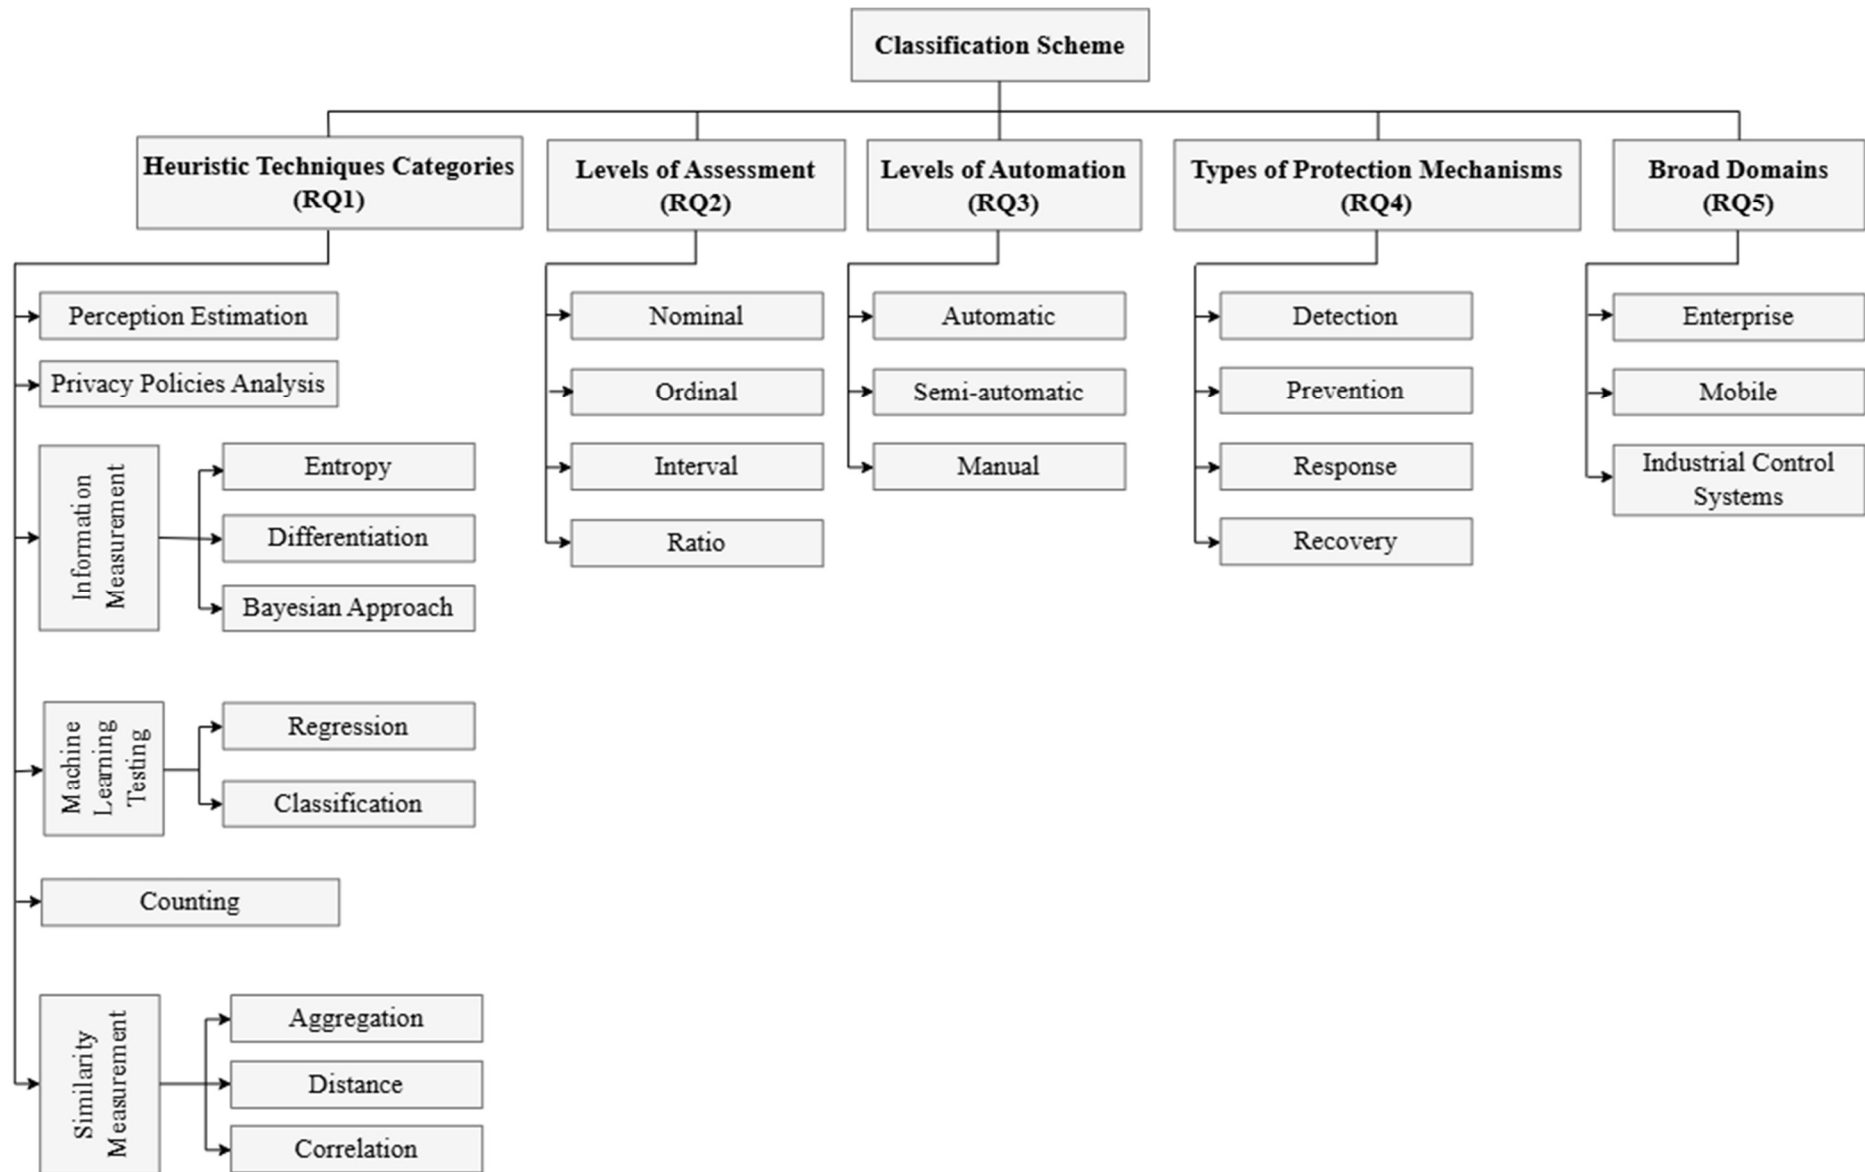 Classification Scheme
Heuristic Techniques Categories
(RQ1)
Levels of Assessment
(RQ2)
Levels of Automation
(RQ3)
Types of Protection Mechanisms
(RQ4)
Broad Domains
(RQ5)
Perception Estimation
Privacy Policies Analysis
Information
Measurement
Entropy
Differentiation
Bayesian Approach
Machine
Learning
Testing
Regression
Classification
Counting
Similarity
Measurement
Aggregation
Distance
Correlation
Nominal
Ordinal
Interval
Ratio
Automatic
Semi-automatic
Manual
Detection
Prevention
Response
Recovery
Enterprise
Mobile
Industrial Control
Systems